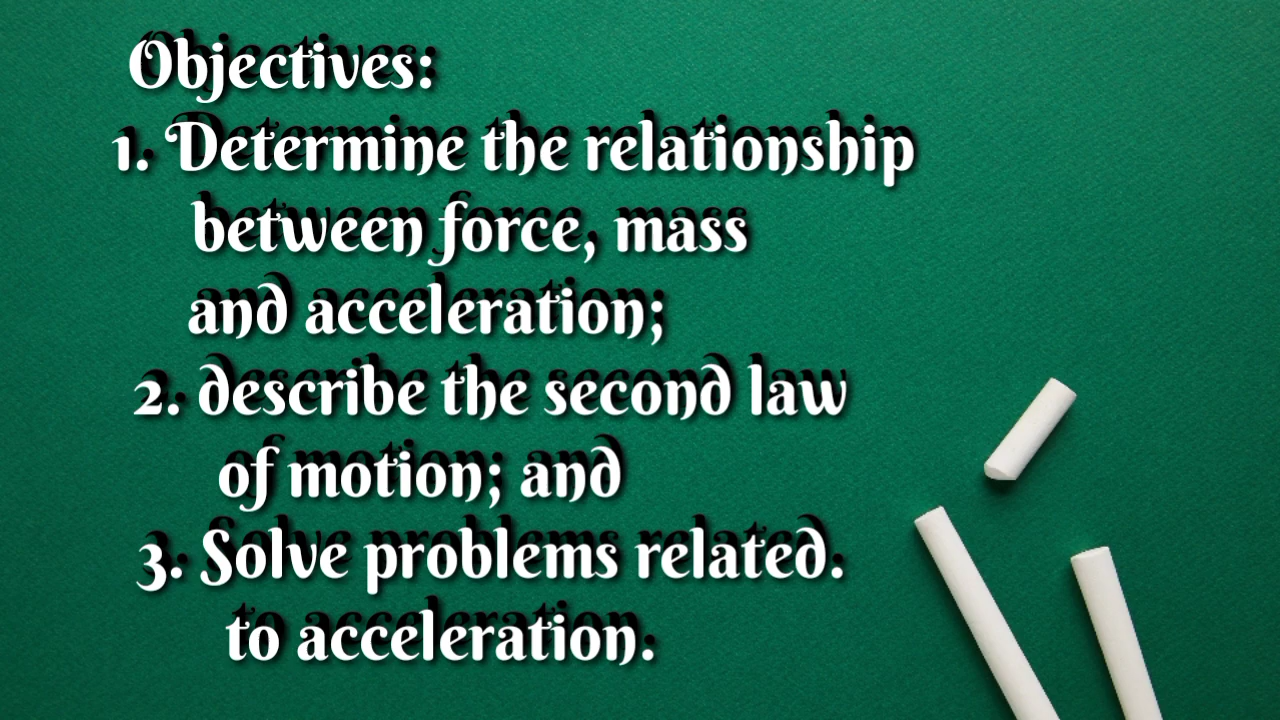 Objectives:
1. Determine the relationship
between force, mass
and acceleration;
2. describe the second law
of motion; and
3. Solve problems related.
to acceleration.